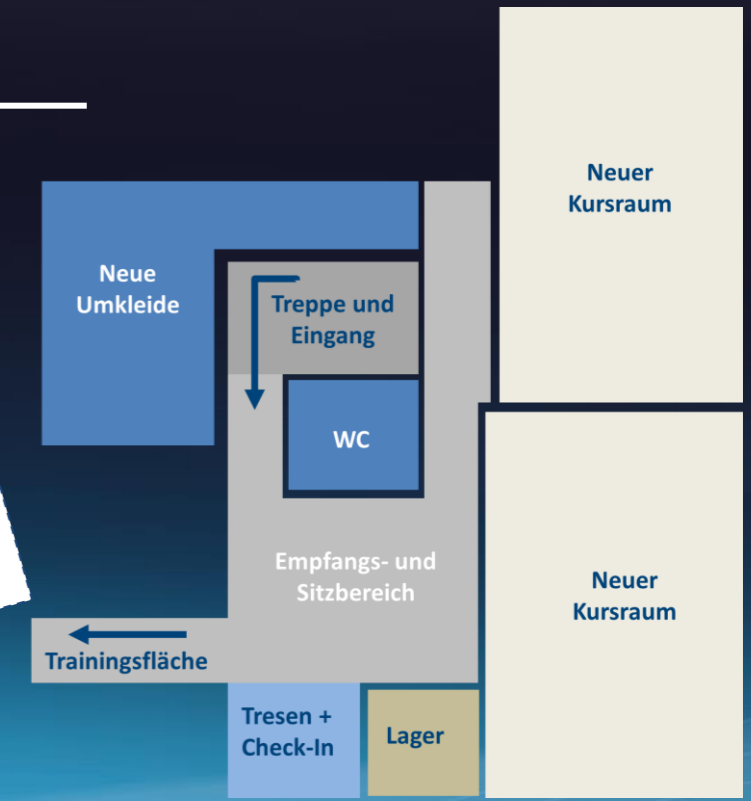 Neuer
Kursraum
Neue
Umkleide
Treppe und
Eingang
WC
Empfangs- und
Sitzbereich
Neuer
Kursraum
Trainingsfläche
Tresen +
Check-In
Lager